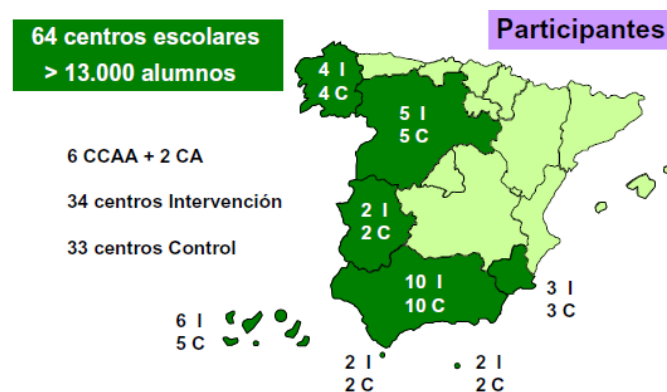 64 centros escolares
> 13.000 alumnos
Participantes
4 I
4 C
5 I
5 C
6 CCAA + 2 CA
34 centros Intervención
33 centros Control
2 I
2 C
10 I
10 C
3 I
3 C
6 I
5 C
2 I
2 C
2 I
2 C